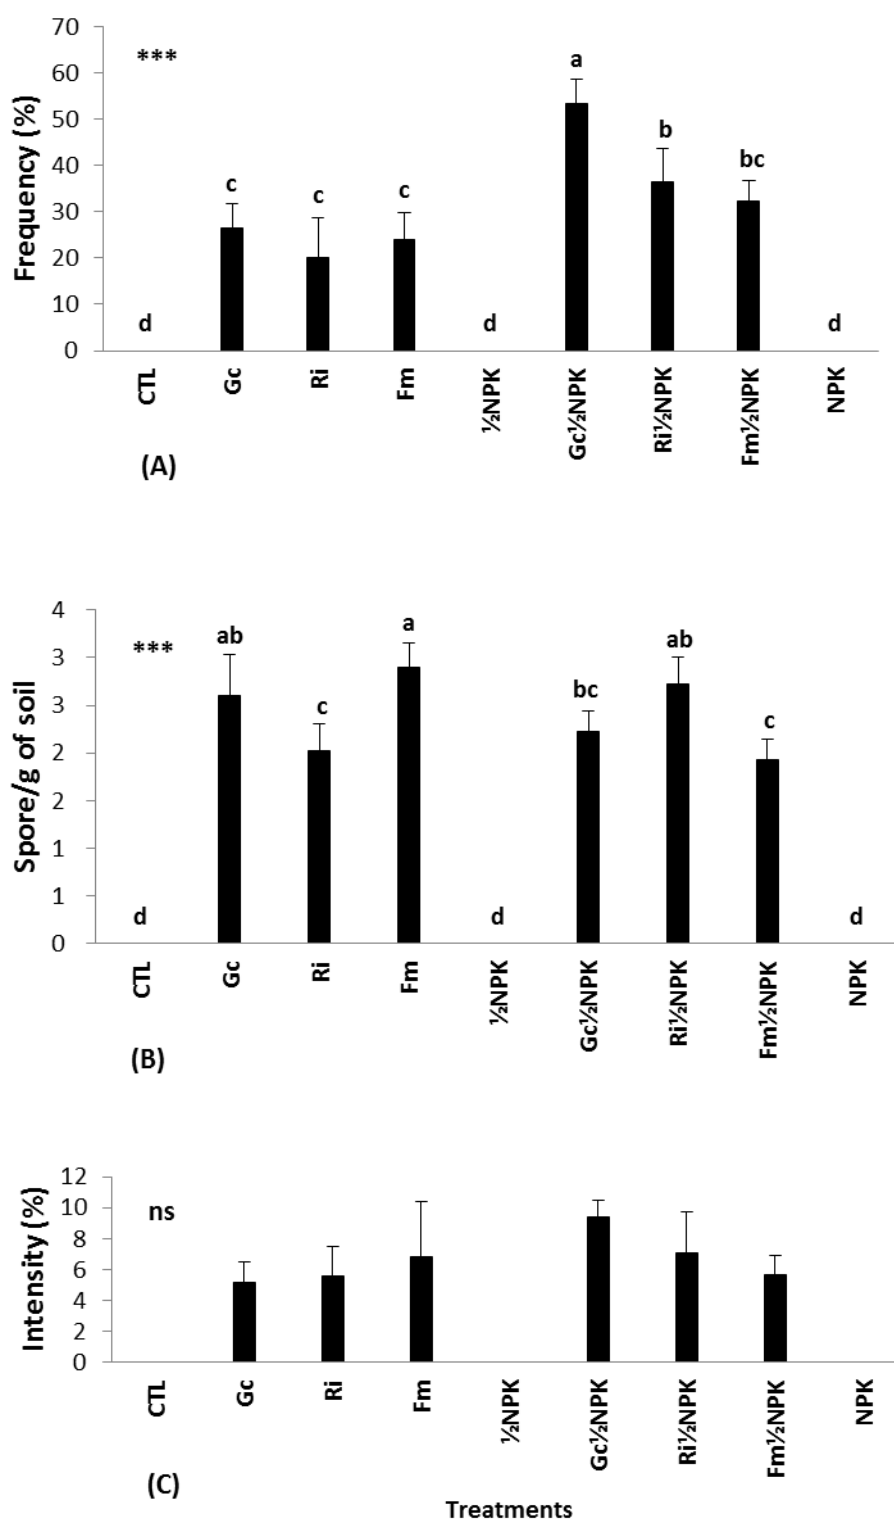 Frequency (%)
70
60
50
40
30
20
10
0
***
d
c
c
c
d
a
b
bc
d
CTL
Gc
Ri
Fm
½NPK
Gc½NPK
Ri½NPK
Fm½NPK
NPK
(A)
Spore/g of soil
4
3
3
2
2
1
1
0
***
d
ab
c
a
d
bc
ab
c
d
CTL
Gc
Ri
Fm
½NPK
Gc½NPK
Ri½NPK
Fm½NPK
NPK
(B)
Intensity (%)
12
10
8
6
4
2
0
ns
CTL
Gc
Ri
Fm
½NPK
Gc½NPK
Ri½NPK
Fm½NPK
NPK
(C)
Treatments